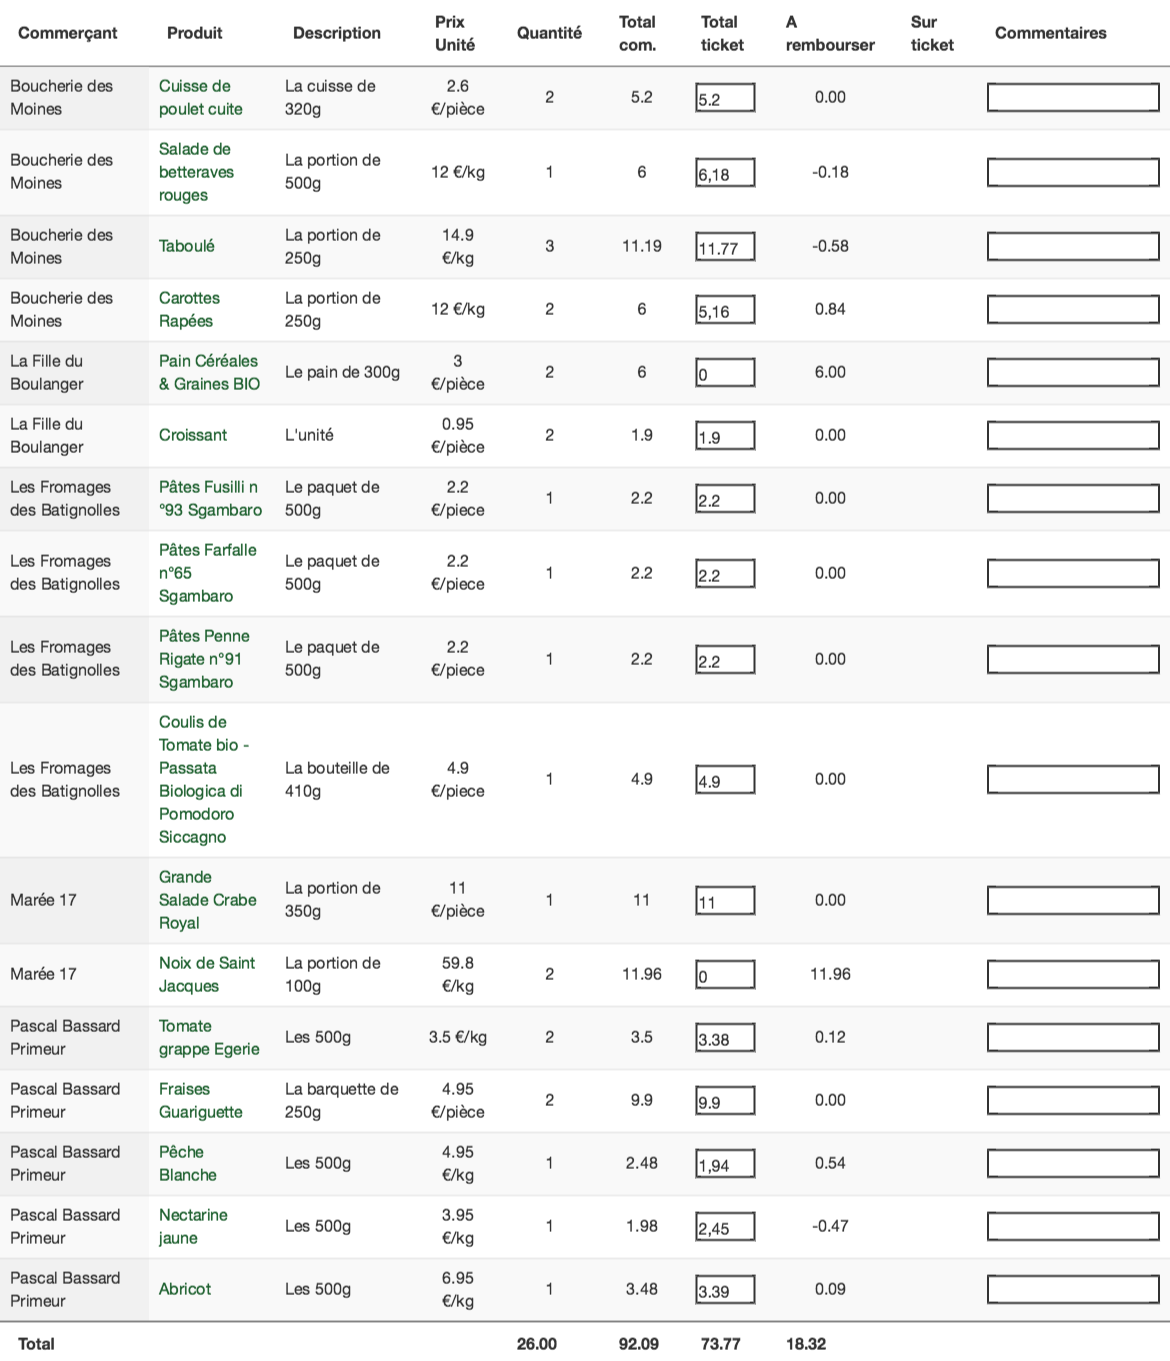 Commerçant Produit Description Prix Unité Quantité Total com. Total ticket A rembourser Sur ticket Commentaires
Boucherie des Moines Cuisse de poulet cuite La cuisse de 320g 2.6 €/pièce 2 5.2 5.2 0.00
Boucherie des Moines Salade de betteraves rouges La portion de 500g 12 €/kg 1 6 6,18 -0.18
Boucherie des Moines Taboulé La portion de 250g 14.9 €/kg 3 11.19 11.77 -0.58
Boucherie des Moines Carottes Rapées La portion de 250g 12 €/kg 2 6 5,16 0.84
La Fille du Boulanger Pain Céréales & Graines BIO Le pain de 300g 3 €/pièce 2 6 0 6.00
La Fille du Boulanger Croissant L'unité 0.95 €/pièce 2 1.9 1.9 0.00
Les Fromages des Batignolles Pâtes Fusilli n °93 Sgambaro Le paquet de 500g 2.2 €/piece 1 2.2 2.2 0.00
Les Fromages des Batignolles Pâtes Farfalle n°65 Sgambaro Le paquet de 500g 2.2 €/piece 1 2.2 2.2 0.00
Les Fromages des Batignolles Pâtes Penne Rigate n°91 Sgambaro Le paquet de 500g 2.2 €/piece 1 2.2 2.2 0.00
Les Fromages des Batignolles Coulis de Tomate bio - Passata Biologica di Pomodoro Siccagno La bouteille de 410g 4.9 €/piece 1 4.9 4.9 0.00
Marée 17 Grande Salade Crabe Royal La portion de 350g 11 €/pièce 1 11 11 0.00
Marée 17 Noix de Saint Jacques La portion de 100g 59.8 €/kg 2 11.96 0 11.96
Pascal Bassard Primeur Tomate grappe Egerie Les 500g 3.5 €/kg 2 3.5 3.38 0.12
Pascal Bassard Primeur Fraises Guariguette La barquette de 250g 4.95 €/pièce 2 9.9 9.9 0.00
Pascal Bassard Primeur Pêche Blanche Les 500g 4.95 €/kg 1 2.48 1,94 0.54
Pascal Bassard Primeur Nectarine jaune Les 500g 3.95 €/kg 1 1.98 2,45 -0.47
Pascal Bassard Primeur Abricot Les 500g 6.95 €/kg 1 3.48 3.39 0.09
Total 26.00 92.09 73.77 18.32